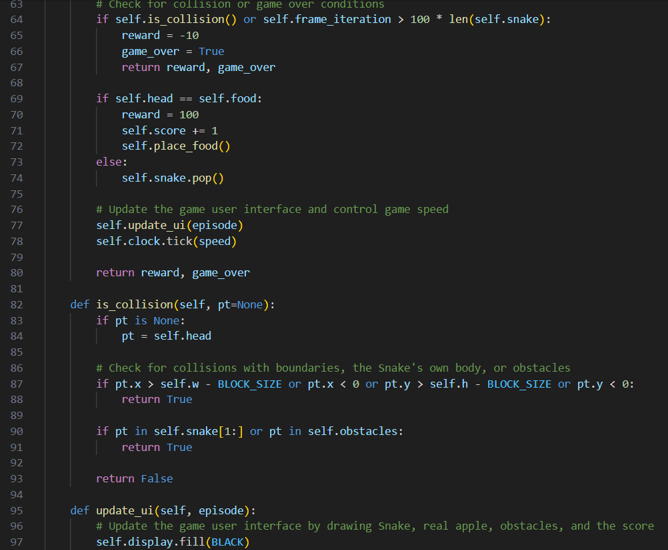 63 # Check for collision or game over conditions
64 if self.is_collision() or self.frame_iteration > 100 * len(self.snake):
65 reward = -10
66 game_over = True
67 return reward, game_over
68
69 if self.head == self.food:
70 reward = 100
71 self.score += 1
72 self.place_food()
73 else:
74 self.snake.pop()
75
76 # Update the game user interface and control game speed
77 self.update_ui(episode)
78 self.clock.tick(speed)
79
80 return reward, game_over
81
82 def is_collision(self, pt=None):
83 if pt is None:
84 pt = self.head
85
86 # Check for collisions with boundaries, the Snake's own body, or obstacles
87 if pt.x > self.w - BLOCK_SIZE or pt.x < 0 or pt.y > self.h - BLOCK_SIZE or pt.y < 0:
88 return True
89
90 if pt in self.snake[1:] or pt in self.obstacles:
91 return True
92
93 return False
94
95 def update_ui(self, episode):
96 # Update the game user interface by drawing Snake, real apple, obstacles, and the score
97 self.display.fill(BLACK)